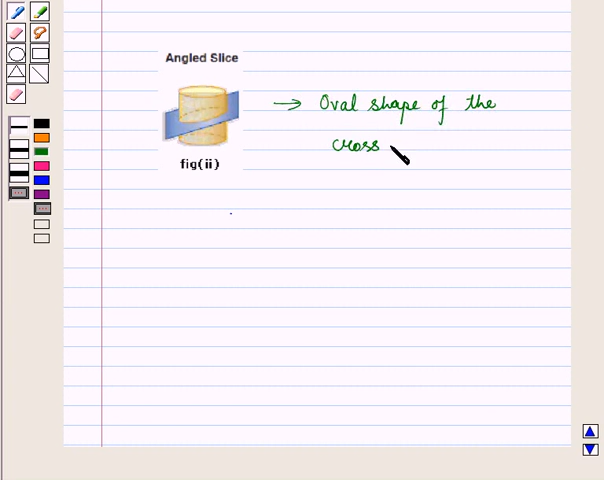 Angled Slice
→ Oval shape of the
cross
fig(ii)